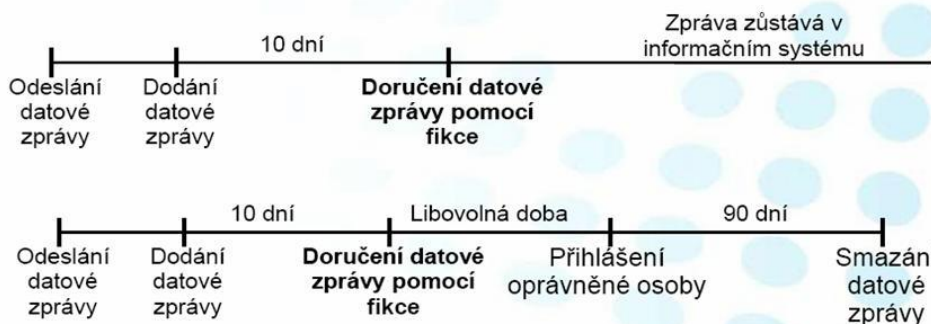 Zpráva zůstává v
informačním systému
10 dní
Odeslání
datové
zprávy
Dodání
datové
zprávy
Doručení datové
zprávy pomocí
fikce
10 dní
Libovolná doba
90 dní
Odeslání
datové
zprávy
Dodání
datové
zprávy
Doručení datové
zprávy pomocí
fikce
Přihlášení
oprávněné osoby
Smazán
datové
zprávy